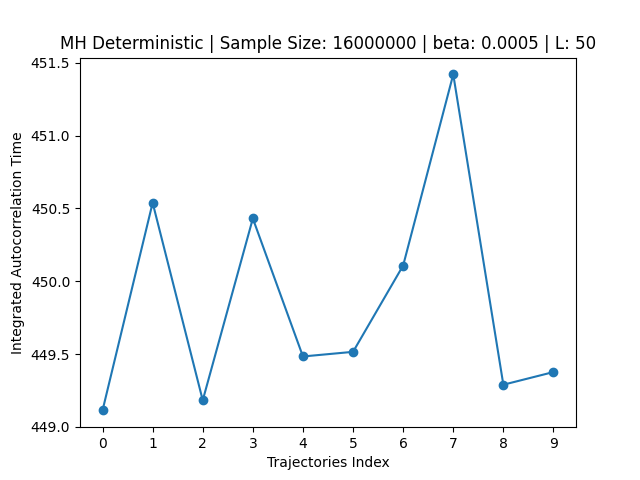 MH Deterministic | Sample Size: 16000000 | beta: 0.0005 | L: 50
451.5
451.0
450.5
450.0
449.5
449.0
Integrated Autocorrelation Time
0 1 2 3 4 5 6 7 8 9
Trajectories Index